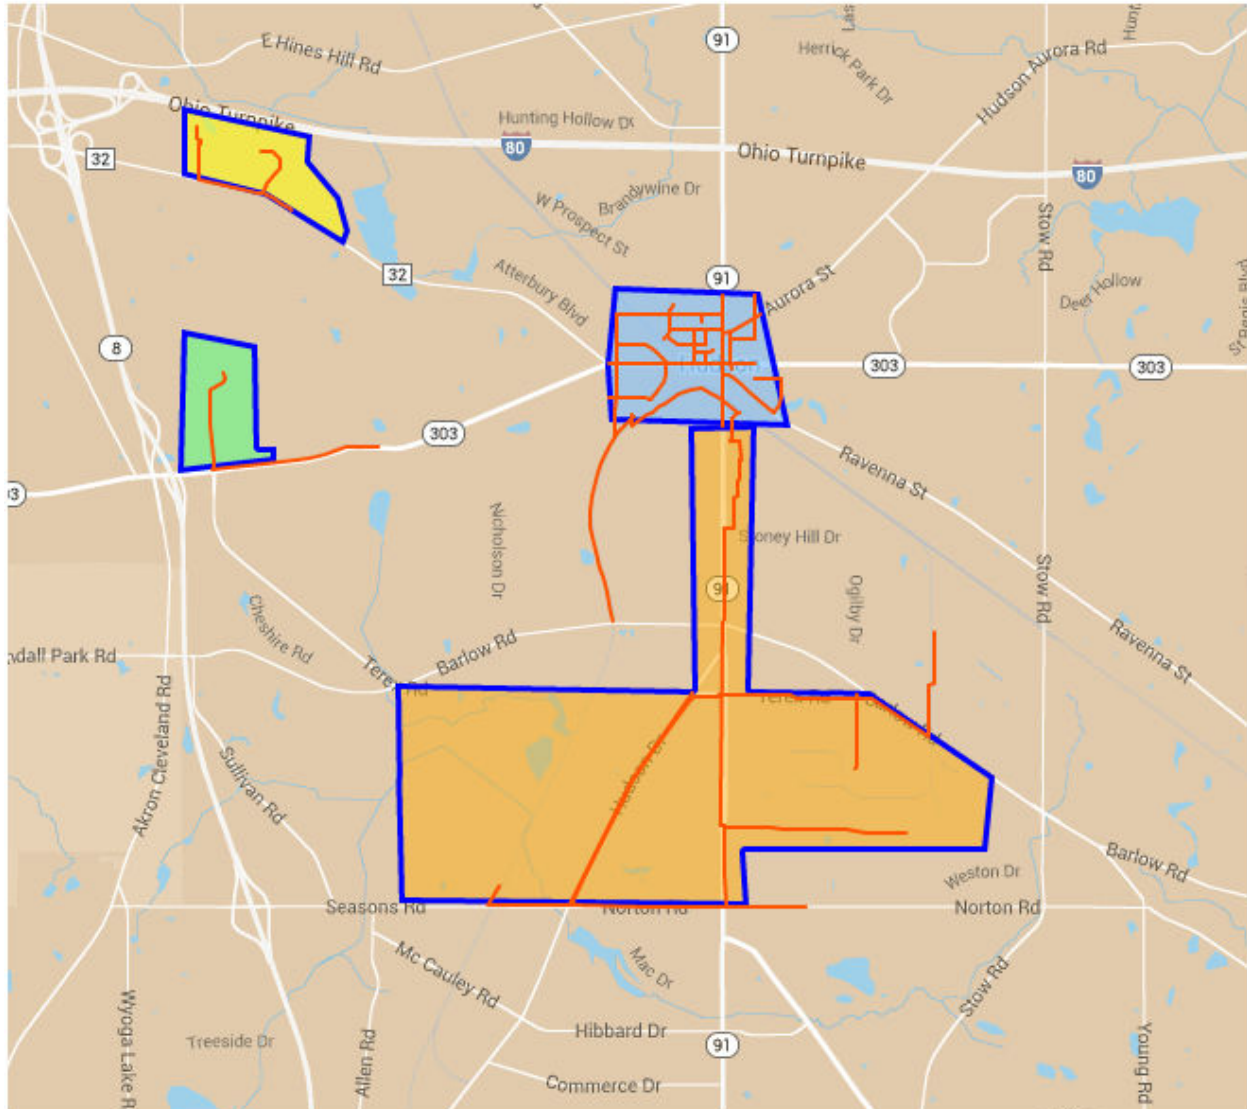 91
E Hines Hill Rd
Herrick Park Dr
Hudson Aurora Rd
Ohio Turnpike
Hunting Hollow Dr
80
Ohio Turnpike
32
80
Brandywine Dr
W Prospect St
Stow Rd
32
91
Aurora St
Atterbury Blvd
Deer Hollow
8
303
Hudson
303
303
Ravenna St
Nicholson Dr
Stoney Hill Dr
91
Ogilby Dr
Stow Rd
Cheshire Rd
Barlow Rd
Ravenna St
ndall Park Rd
Terex Rd
Terex Rd
Barlow Rd
Akron Cleveland Rd
Sullivan Rd
Hudson Dr
Barlow Rd
Weston Dr
Seasons Rd
Norton Rd
Norton Rd
Mc Cauley Rd
Mac Dr
Stow Rd
Wyoga Lake R
Treeside Dr
Allen Rd
Hibbard Dr
91
Young Rd
Commerce Dr